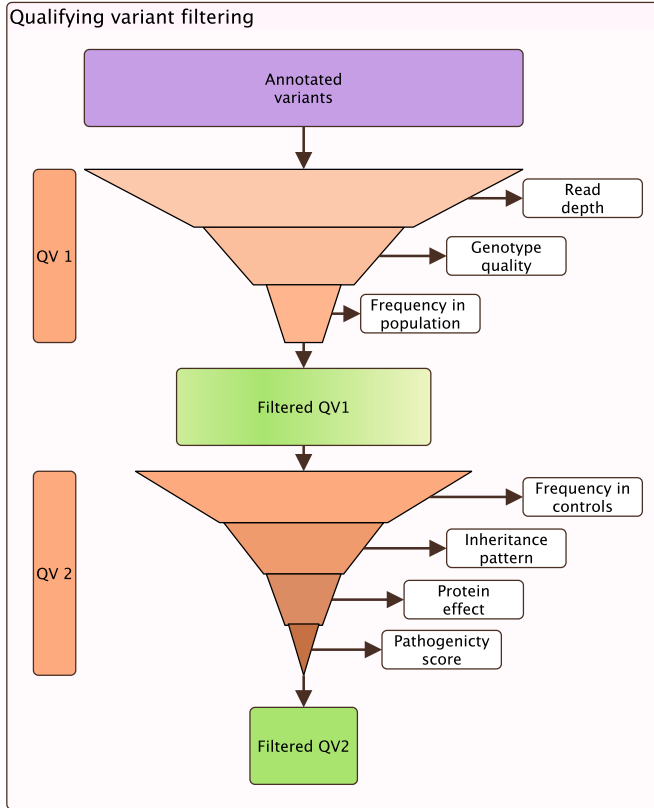 Qualifying variant filtering
Annotated
variants
QV 1
Read
depth
Genotype
quality
Frequency in
population
Filtered QV1
QV 2
Frequency in
controls
Inheritance
pattern
Protein
effect
Pathogenicty
score
Filtered QV2